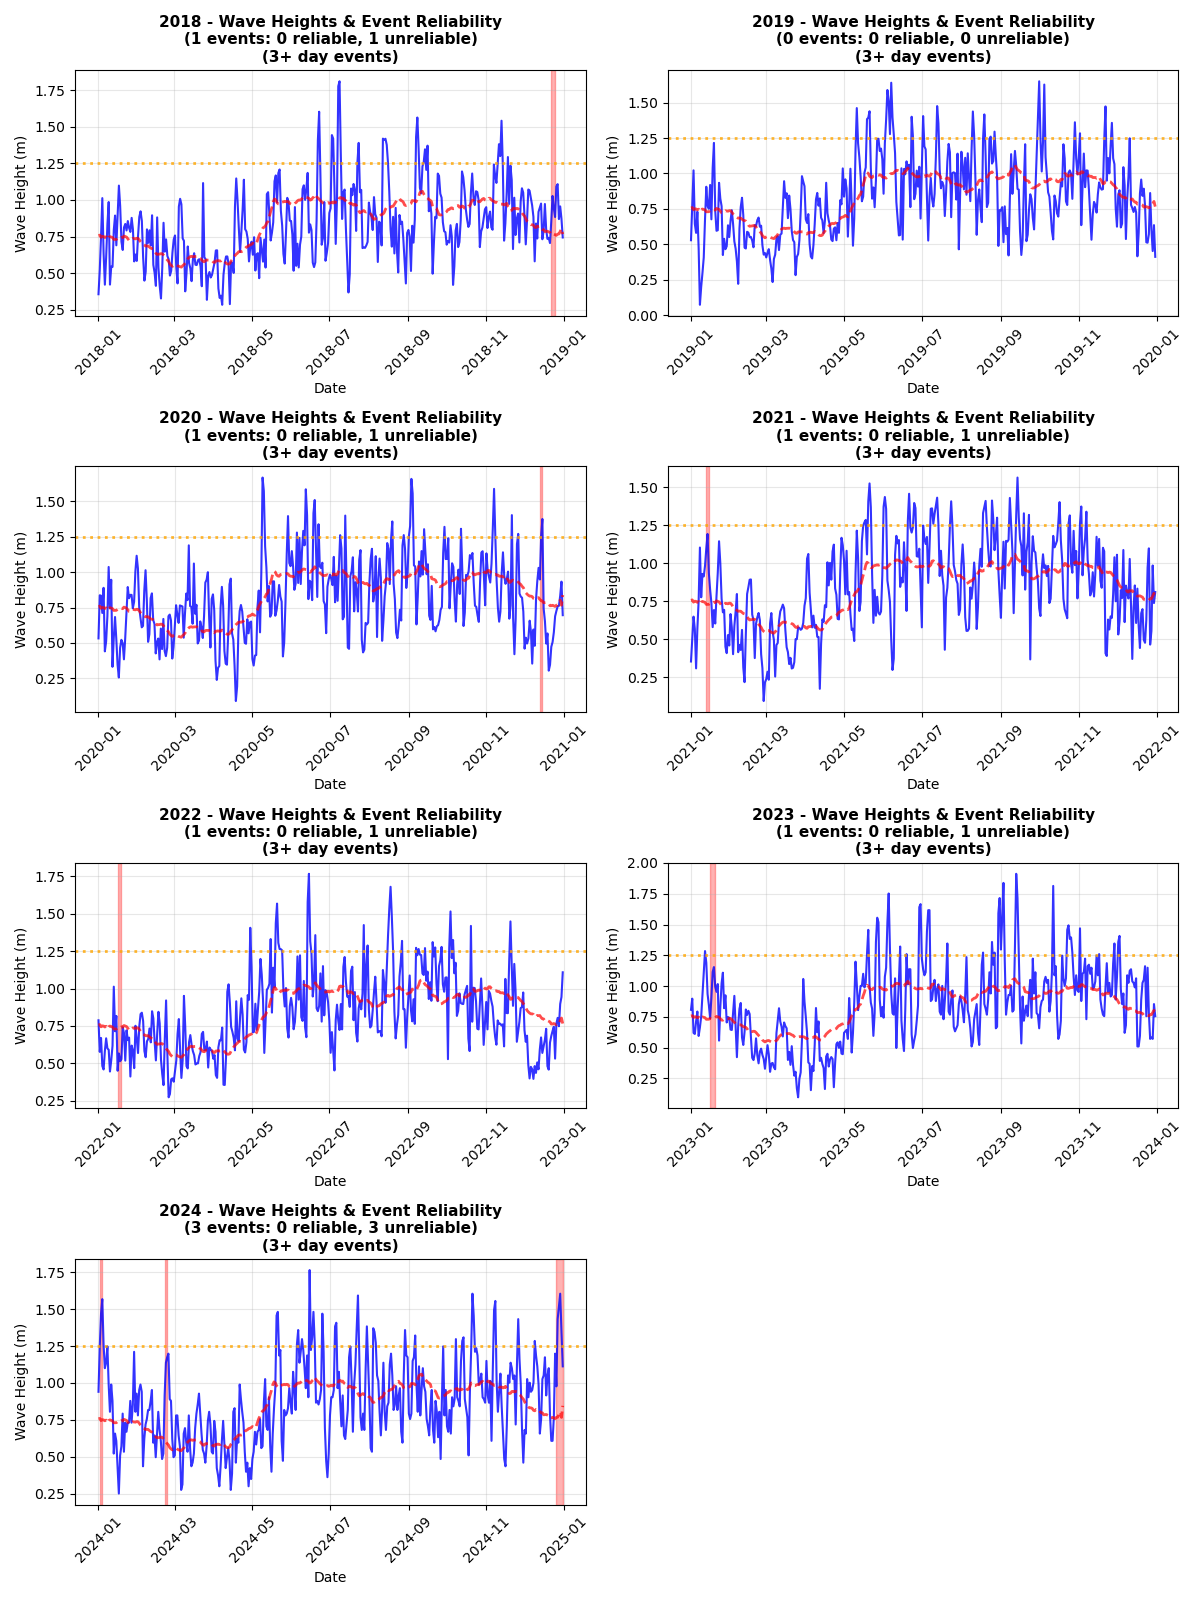 2018 - Wave Heights & Event Reliability
(1 events: 0 reliable, 1 unreliable)
(3+ day events)
Wave Height (m)
1.75
1.50
1.25
1.00
0.75
0.50
0.25
2018-01
2018-03
2018-05
2018-07
2018-09
2018-11
2019-01
Date
2019 - Wave Heights & Event Reliability
(0 events: 0 reliable, 0 unreliable)
(3+ day events)
Wave Height (m)
1.50
1.25
1.00
0.75
0.50
0.25
0.00
2019-01
2019-03
2019-05
2019-07
2019-09
2019-11
2020-01
Date
2020 - Wave Heights & Event Reliability
(1 events: 0 reliable, 1 unreliable)
(3+ day events)
Wave Height (m)
1.50
1.25
1.00
0.75
0.50
0.25
2020-01
2020-03
2020-05
2020-07
2020-09
2020-11
2021-01
Date
2021 - Wave Heights & Event Reliability
(1 events: 0 reliable, 1 unreliable)
(3+ day events)
Wave Height (m)
1.50
1.25
1.00
0.75
0.50
0.25
2021-01
2021-03
2021-05
2021-07
2021-09
2021-11
2022-01
Date
2022 - Wave Heights & Event Reliability
(1 events: 0 reliable, 1 unreliable)
(3+ day events)
Wave Height (m)
1.75
1.50
1.25
1.00
0.75
0.50
0.25
2022-01
2022-03
2022-05
2022-07
2022-09
2022-11
2023-01
Date
2023 - Wave Heights & Event Reliability
(1 events: 0 reliable, 1 unreliable)
(3+ day events)
Wave Height (m)
2.00
1.75
1.50
1.25
1.00
0.75
0.50
0.25
2023-01
2023-03
2023-05
2023-07
2023-09
2023-11
2024-01
Date
2024 - Wave Heights & Event Reliability
(3 events: 0 reliable, 3 unreliable)
(3+ day events)
Wave Height (m)
1.75
1.50
1.25
1.00
0.75
0.50
0.25
2024-01
2024-03
2024-05
2024-07
2024-09
2024-11
2025-01
Date